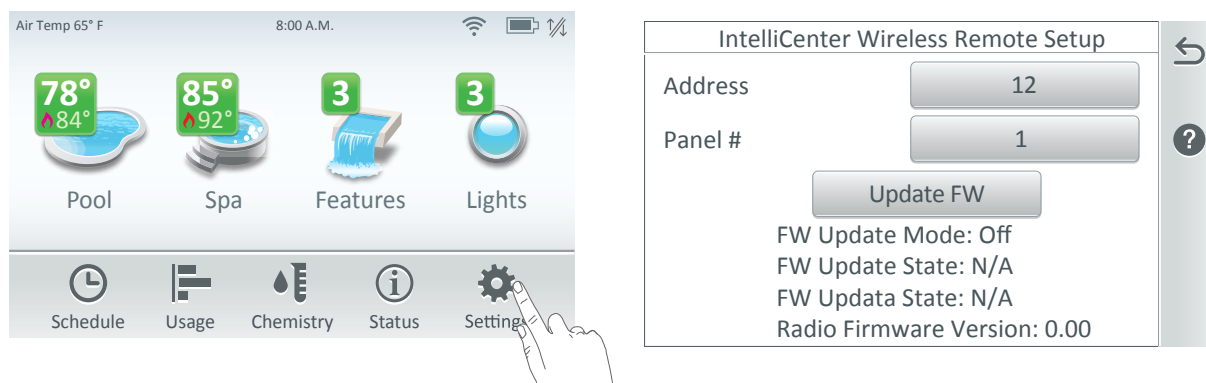 Air Temp 65° F 8:00 A.M.
78° 85° 3 3
84° 92°
Pool Spa Features Lights
Schedule Usage Chemistry Status Settings
IntelliCenter Wireless Remote Setup
Address 12
Panel # 1
?
Update FW
FW Update Mode: Off
FW Update State: N/A
FW Updata State: N/A
Radio Firmware Version: 0.00